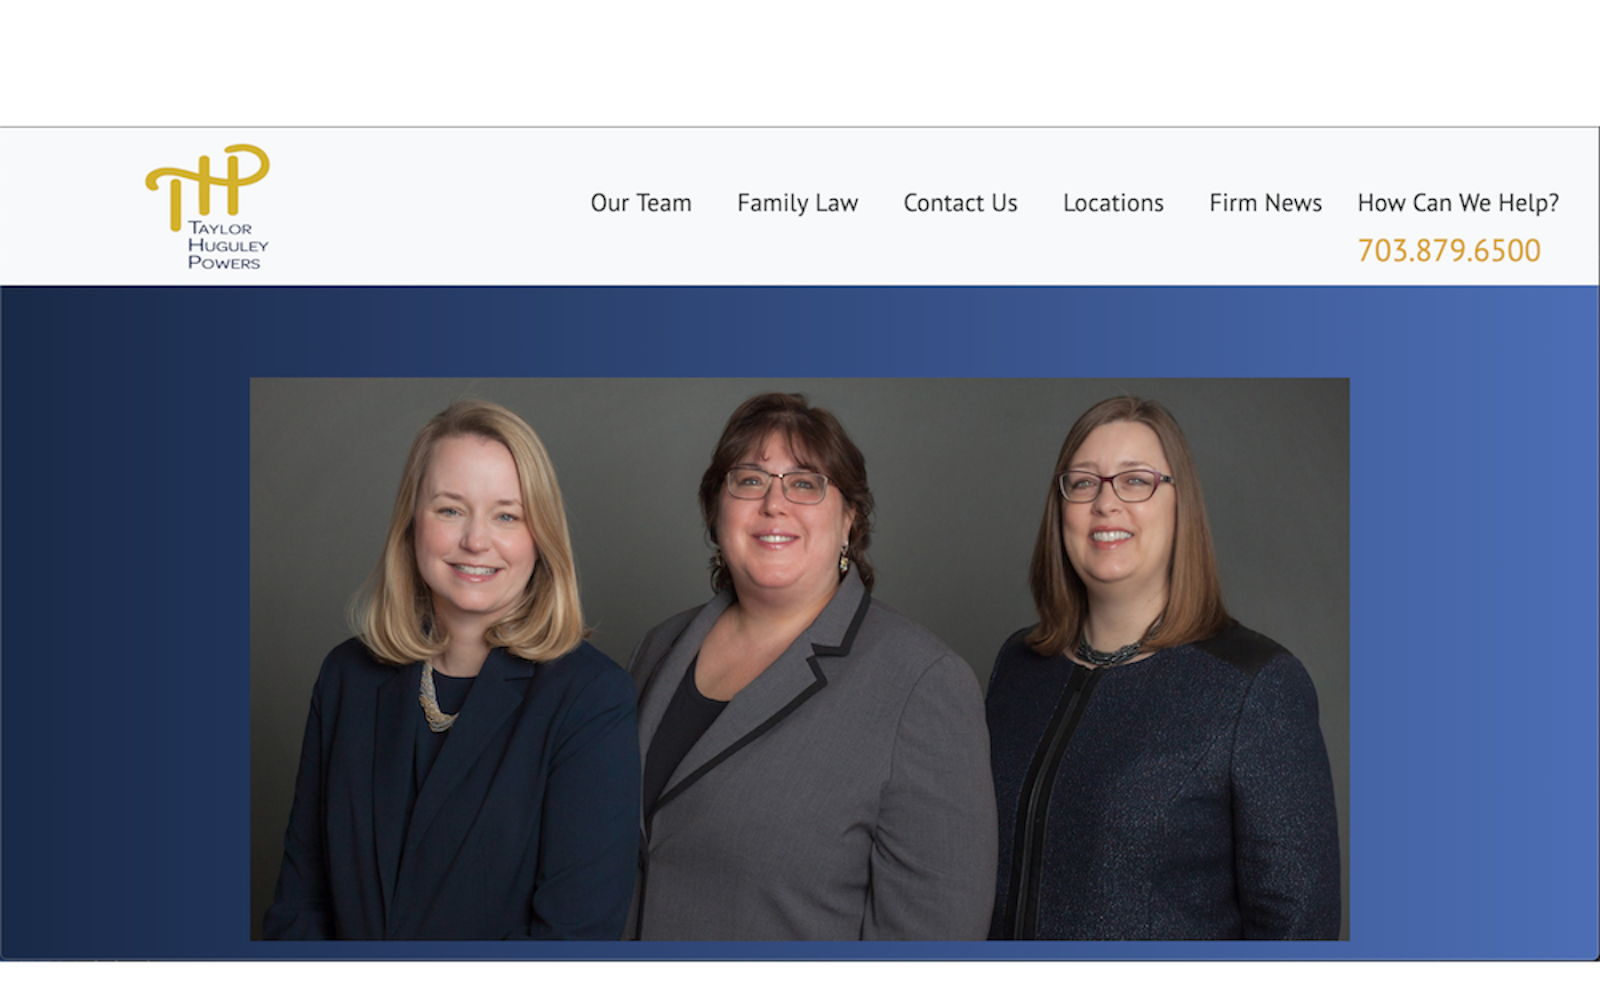 THP
TAYLOR
HUGULEY
POWERS
Our Team Family Law Contact Us Locations Firm News How Can We Help?
703.879.6500